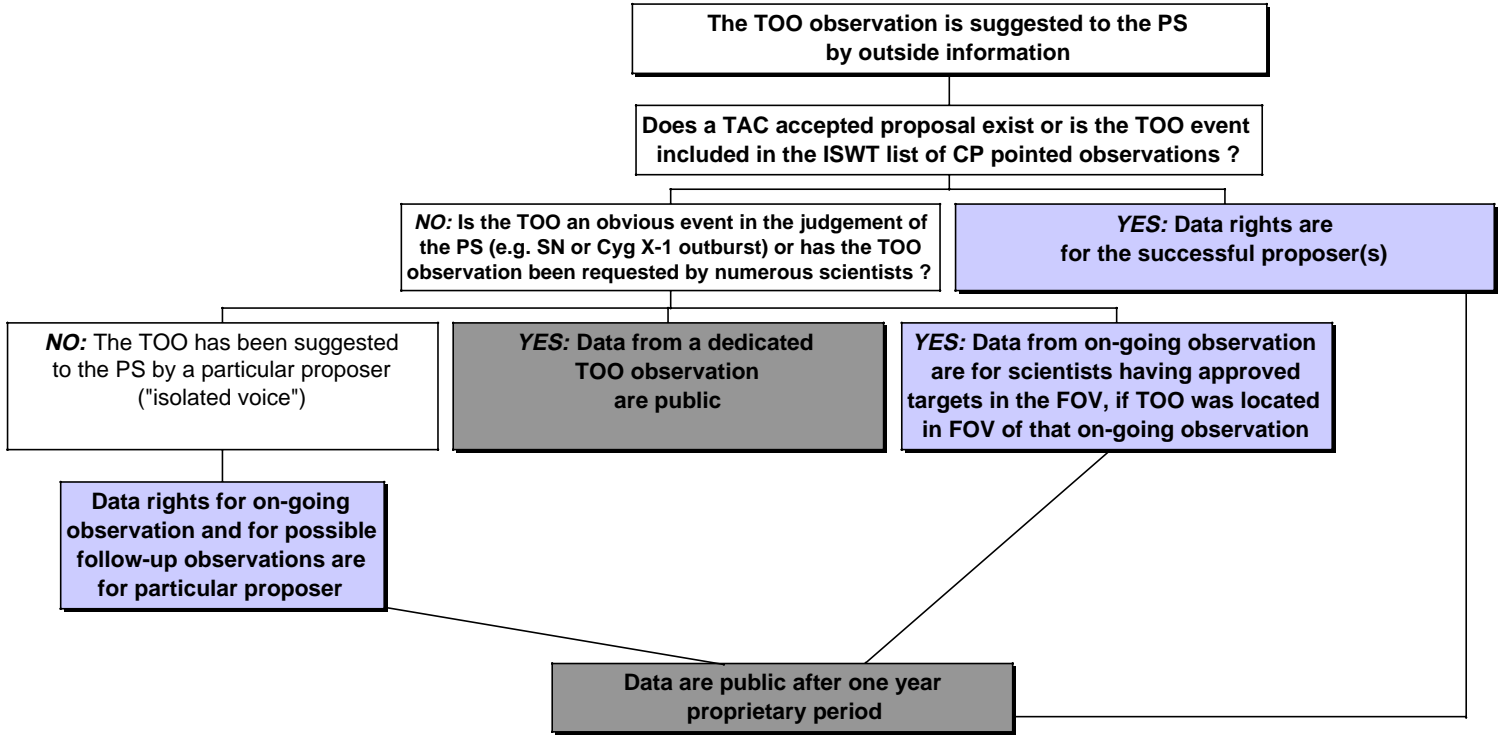 The TOO observation is suggested to the PS
by outside information
Does a TAC accepted proposal exist or is the TOO event
included in the ISWT list of CP pointed observations ?
NO: Is the TOO an obvious event in the judgement of
the PS (e.g. SN or Cyg X-1 outburst) or has the TOO
observation been requested by numerous scientists ?
YES: Data rights are
for the successful proposer(s)
NO: The TOO has been suggested
to the PS by a particular proposer
("isolated voice")
YES: Data from a dedicated
TOO observation
are public
YES: Data from on-going observation
are for scientists having approved
targets in the FOV, if TOO was located
in FOV of that on-going observation
Data rights for on-going
observation and for possible
follow-up observations are
for particular proposer
Data are public after one year
proprietary period